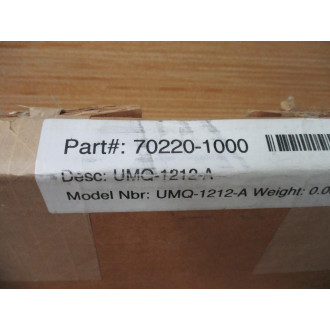 Part#: 70220-1000
Desc: UMQ-1212-A
Model Nbr: UMQ-1212-A Weight: 0.0